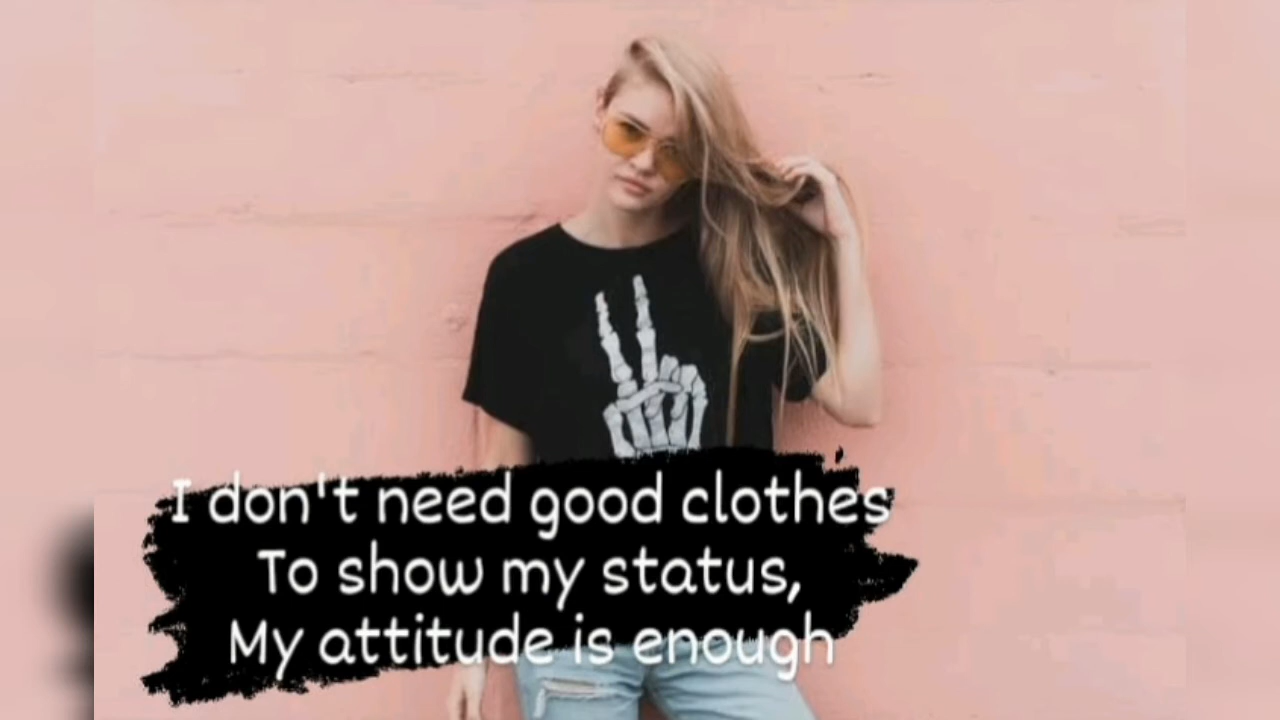 I don't need good clothes
To show my status,
My attitude is enough